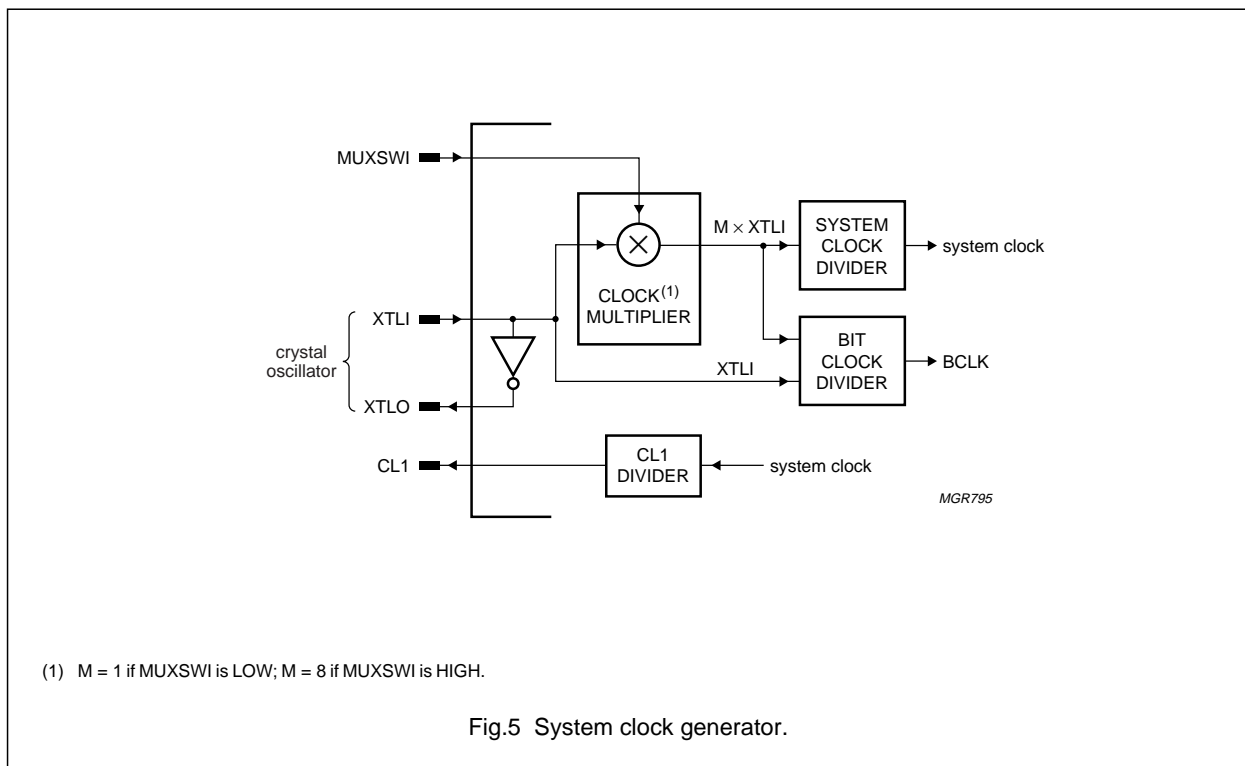 MUXSWI
M × XTLI
SYSTEM
CLOCK
DIVIDER
system clock
CLOCK(1)
MULTIPLIER
XTLI
crystal
oscillator
XTLI
BIT
CLOCK
DIVIDER
BCLK
XTLO
CL1
CL1
DIVIDER
system clock
MGR795
(1) M = 1 if MUXSWI is LOW; M = 8 if MUXSWI is HIGH.
Fig.5 System clock generator.